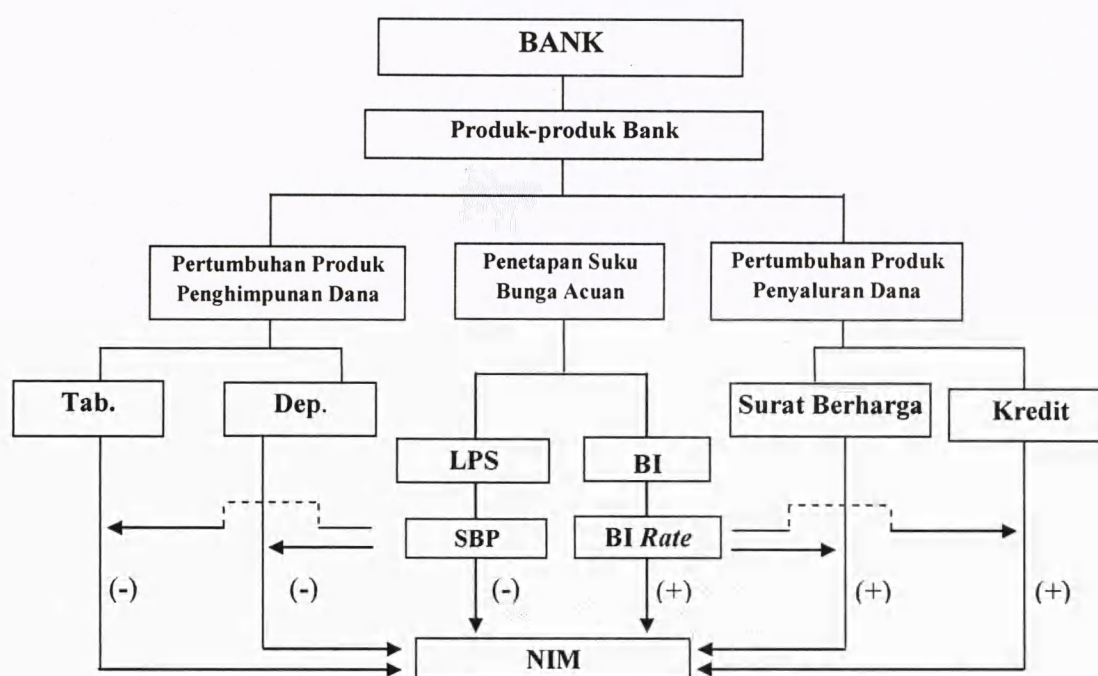 BANK
Produk-produk Bank
Pertumbuhan Produk
Penghimpunan Dana
Penetapan Suku
Bunga Acuan
Pertumbuhan Produk
Penyaluran Dana
Tab.
Dep.
Surat Berharga
Kredit
LPS
BI
SBP
BI Rate
(-)
(-)
(-)
(+)
(+)
(+)
NIM